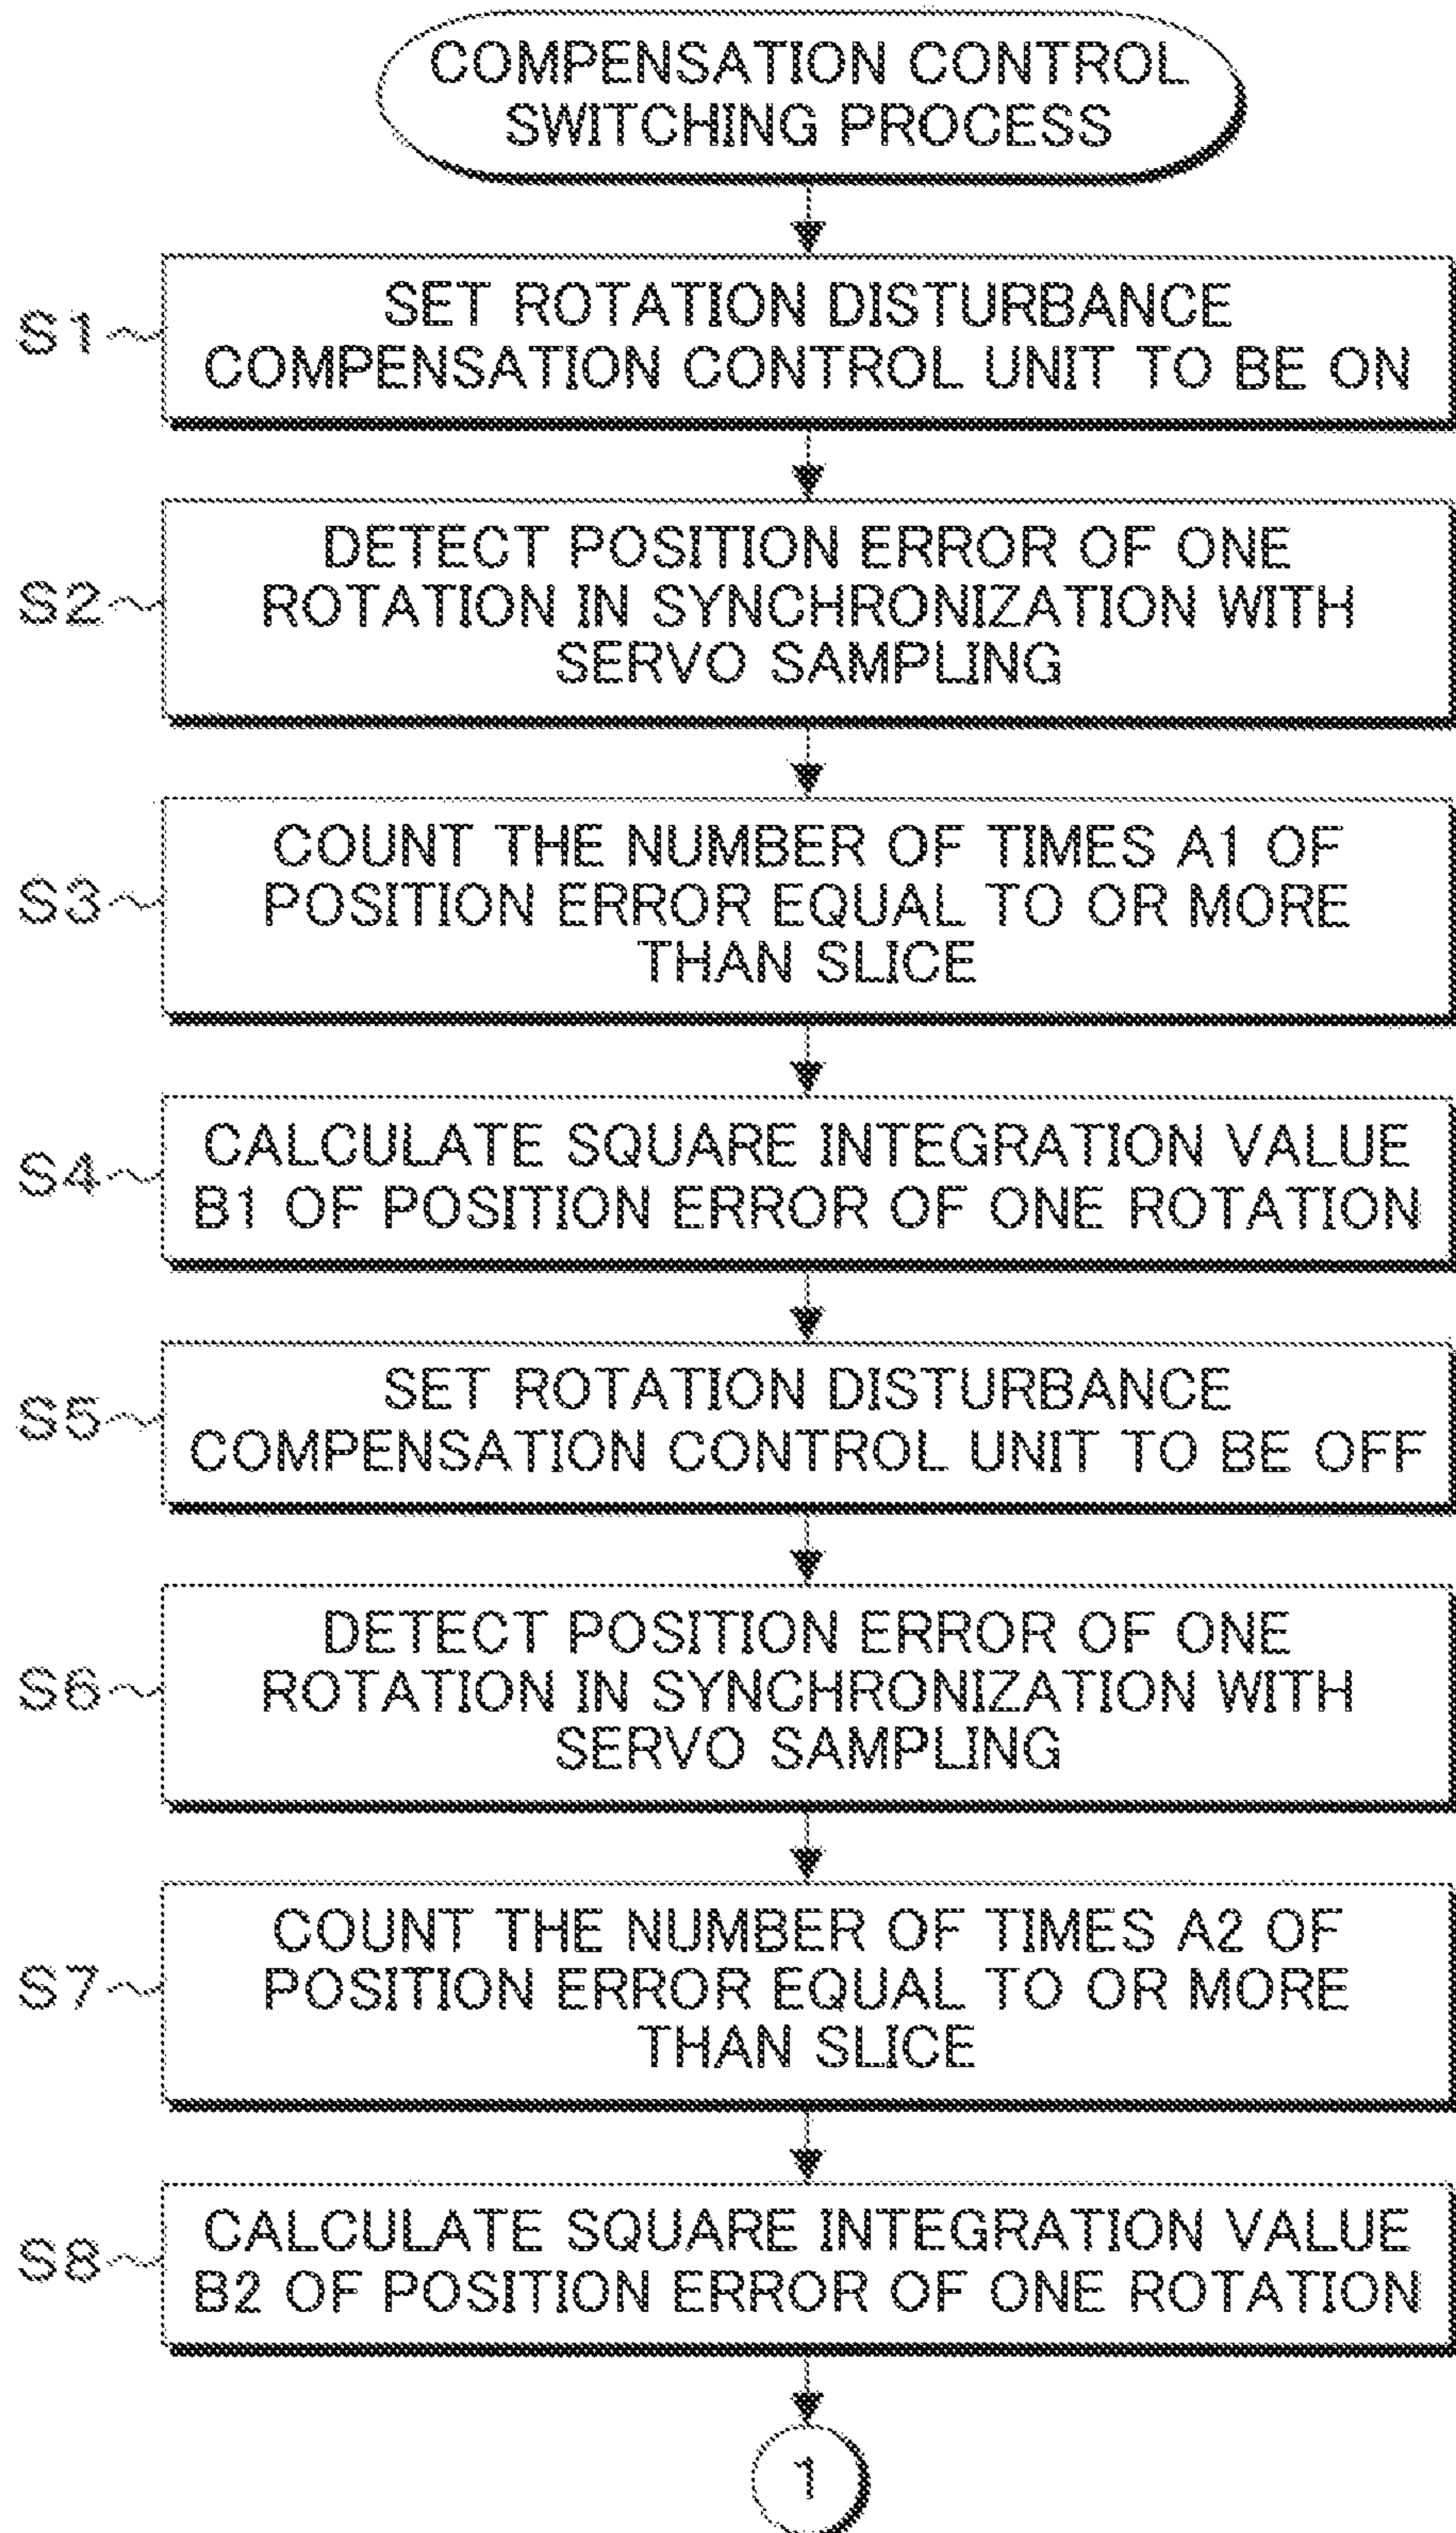 COMPENSATION CONTROL
SWITCHING PROCESS
S1
SET ROTATION DISTURBANCE
COMPENSATION CONTROL UNIT TO BE ON
S2
DETECT POSITION ERROR OF ONE
ROTATION IN SYNCHRONIZATION WITH
SERVO SAMPLING
S3
COUNT THE NUMBER OF TIMES A1 OF
POSITION ERROR EQUAL TO OR MORE
THAN SLICE
S4
CALCULATE SQUARE INTEGRATION VALUE
B1 OF POSITION ERROR OF ONE ROTATION
S5
SET ROTATION DISTURBANCE
COMPENSATION CONTROL UNIT TO BE OFF
S6
DETECT POSITION ERROR OF ONE
ROTATION IN SYNCHRONIZATION WITH
SERVO SAMPLING
S7
COUNT THE NUMBER OF TIMES A2 OF
POSITION ERROR EQUAL TO OR MORE
THAN SLICE
S8
CALCULATE SQUARE INTEGRATION VALUE
B2 OF POSITION ERROR OF ONE ROTATION
1